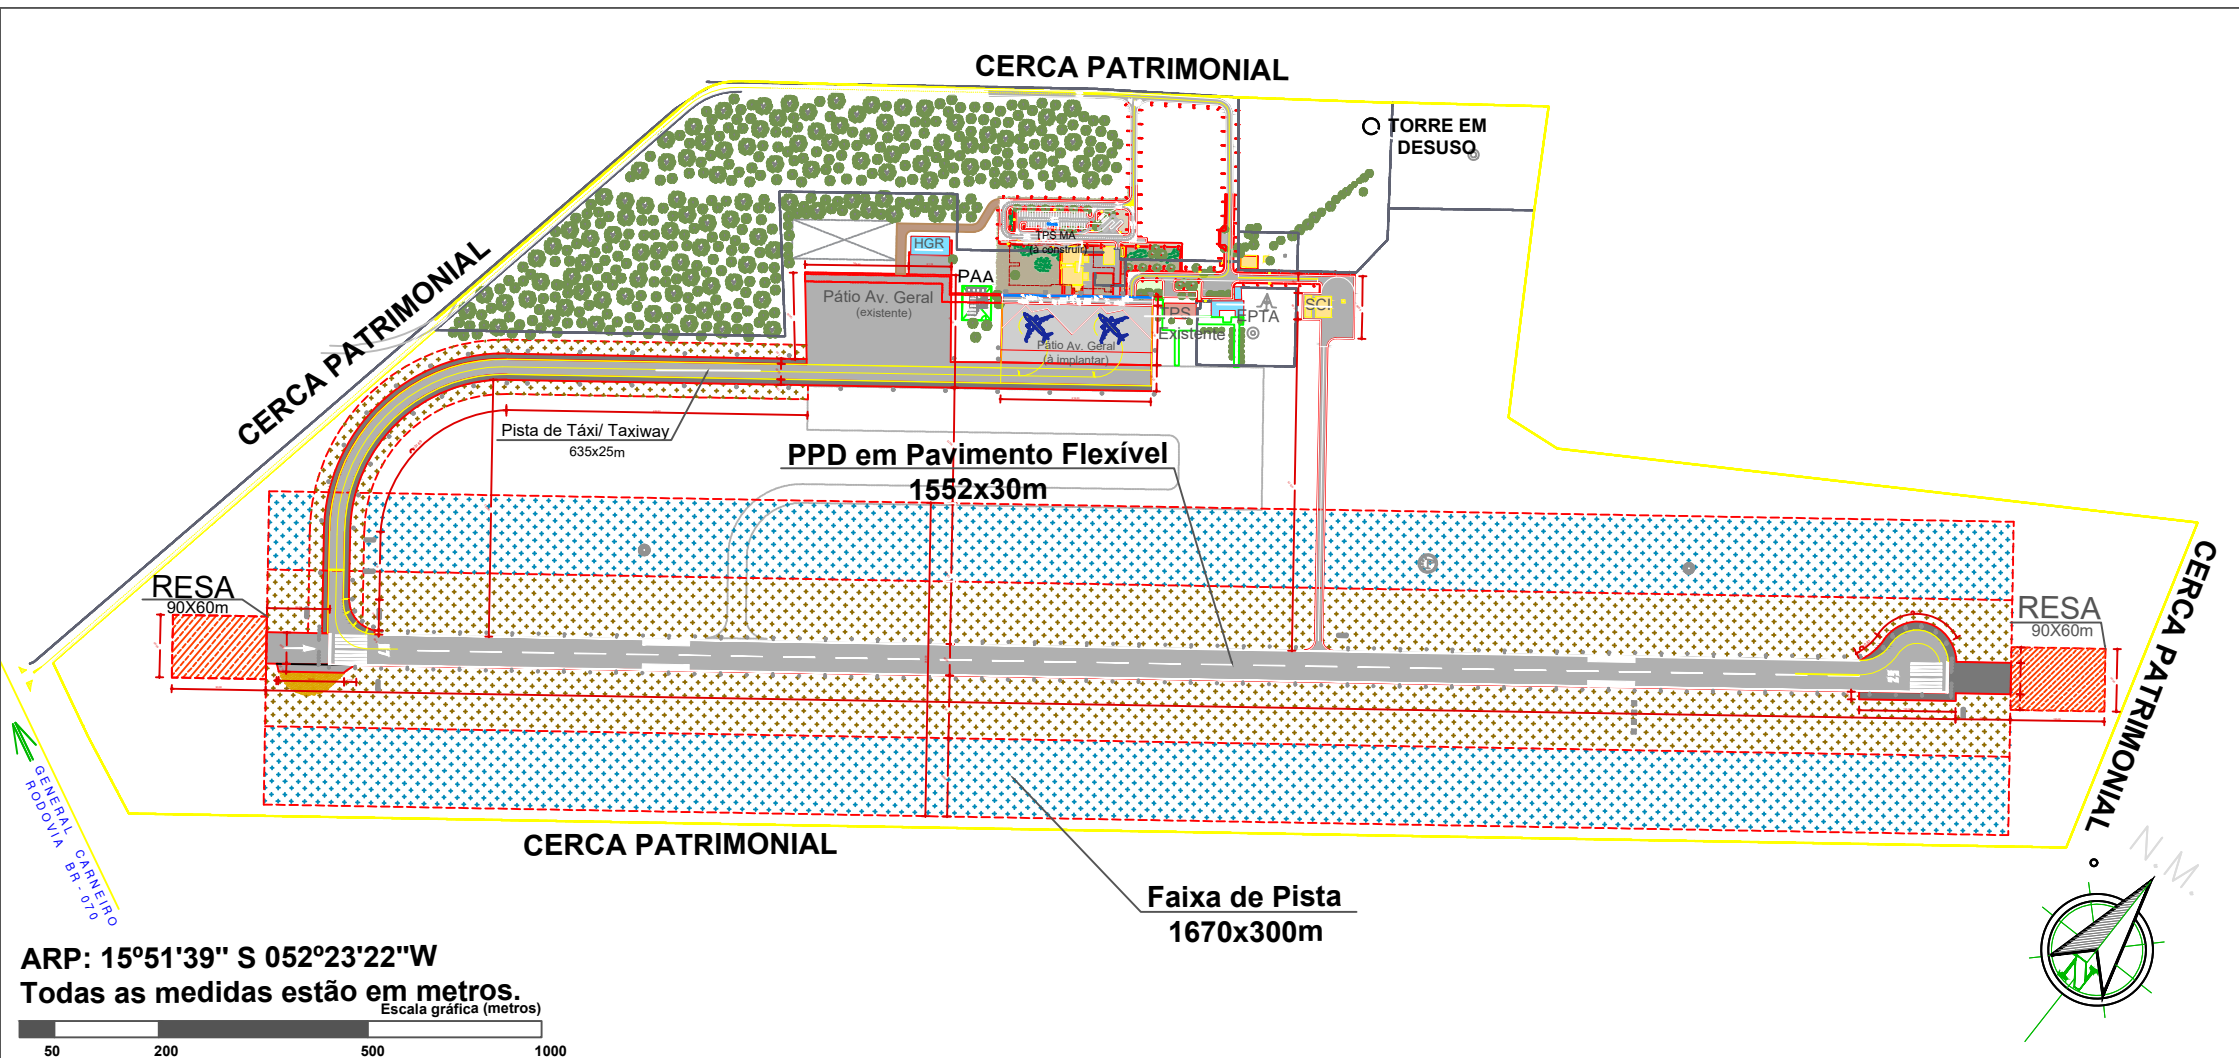 CERCA PATRIMONIAL
TORRE EM
DESUSO
HGR
TPS MA
(à construir)
PAA
Pátio Av. Geral
(existente)
TPS
Existente
EPTA
SCI
Pátio Av. Geral
(à implantar)
CERCA PATRIMONIAL
Pista de Táxi/ Taxiway
635x25m
PPD em Pavimento Flexível
1552x30m
RESA
90X60m
RESA
90X60m
CERCA PATRIMONIAL
CERCA PATRIMONIAL
GENERAL CARNEIRO
RODOVIA BR-070
Faixa de Pista
1670x300m
N.M.
ARP: 15º51'39" S 052º23'22"W
Todas as medidas estão em metros.
Escala gráfica (metros)
50 200 500 1000